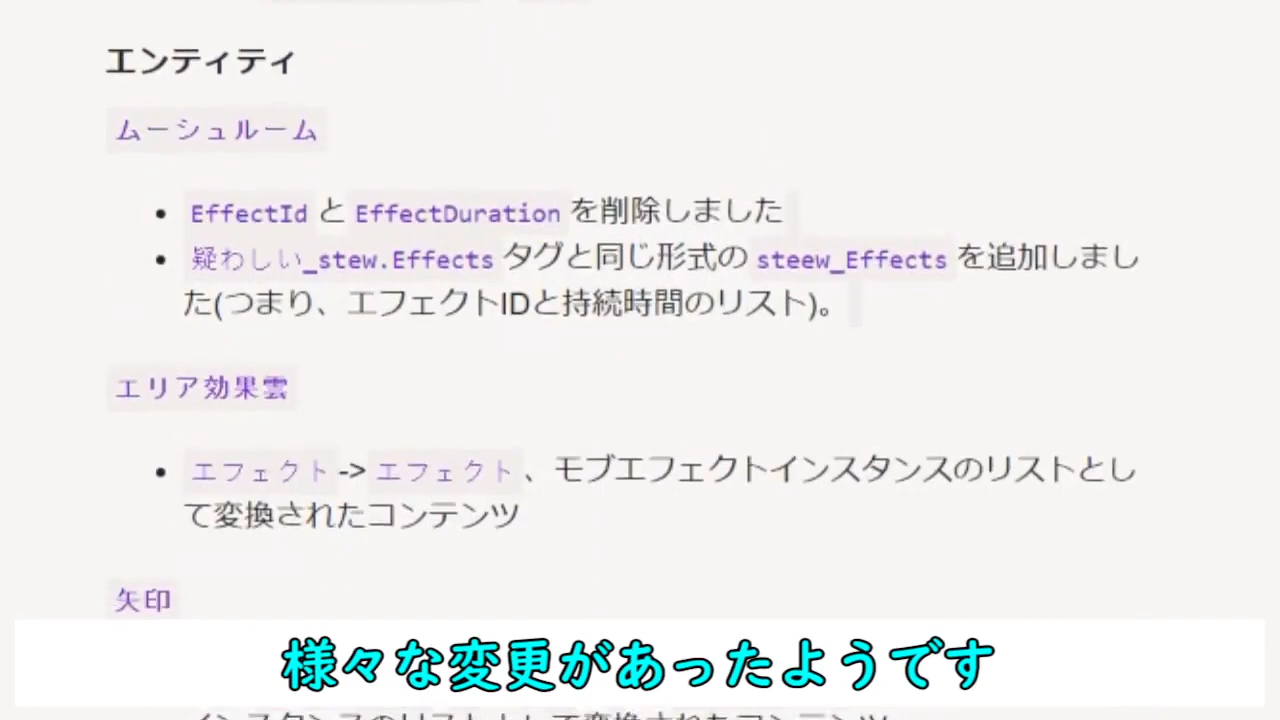 エンティティ
ムーシュルーム
EffectId と EffectDuration を削除しました
疑わしい_stew.Effects タグと同じ形式の steew_Effects を追加しまし
た(つまり、エフェクトIDと持続時間のリスト)。
エリア効果雲
エフェクト -> エフェクト 、モブエフェクトインスタンスのリストとし
て変換されたコンテンツ
矢印
様々な変更があったようです